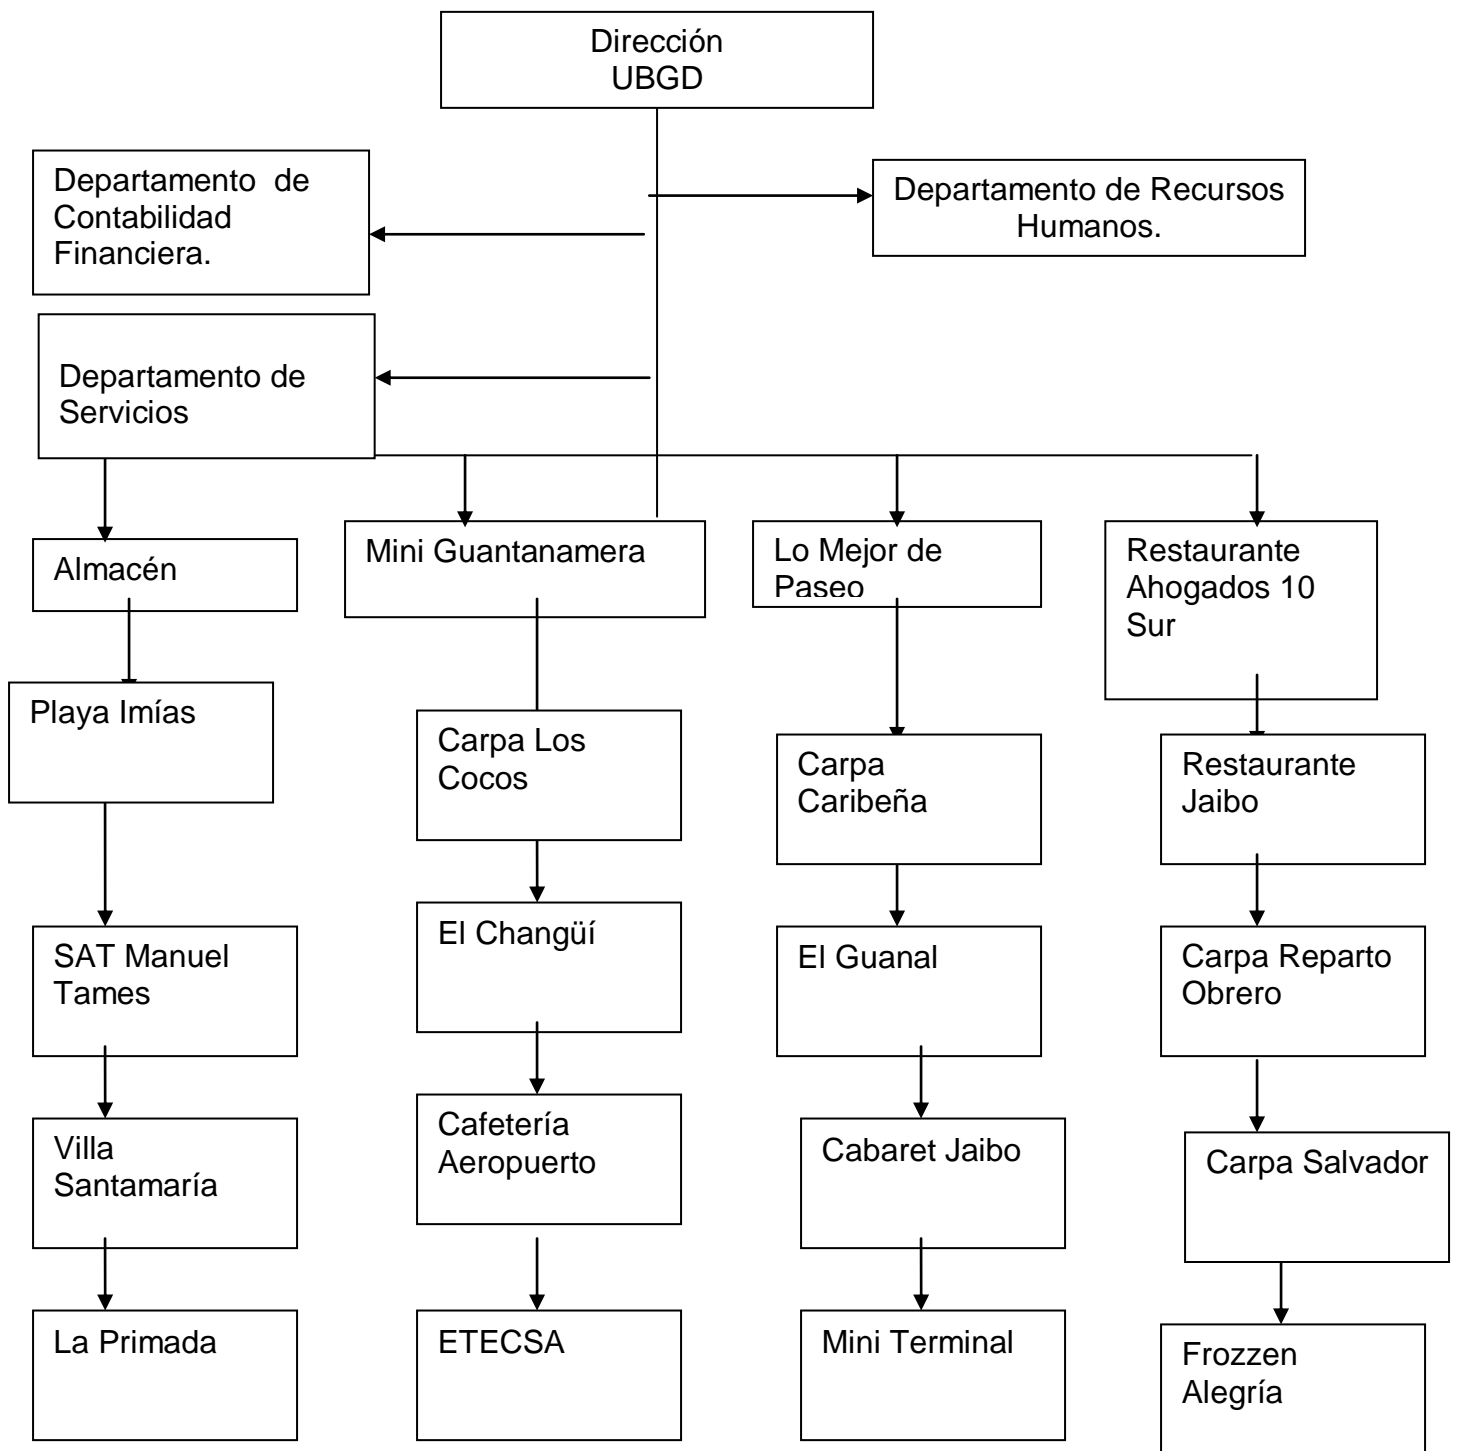 Dirección
UBGD
Departamento de
Contabilidad
Financiera.
Departamento de Recursos
Humanos.
Departamento de
Servicios
Almacén
Mini Guantanamera
Lo Mejor de
Paseo
Restaurante
Ahogados 10
Sur
Playa Imías
Carpa Los
Cocos
Carpa
Caribeña
Restaurante
Jaibo
SAT Manuel
Tames
El Changüí
El Guanal
Carpa Reparto
Obrero
Villa
Santamaría
Cafetería
Aeropuerto
Cabaret Jaibo
Carpa Salvador
La Primada
ETECSA
Mini Terminal
Frozzen
Alegría